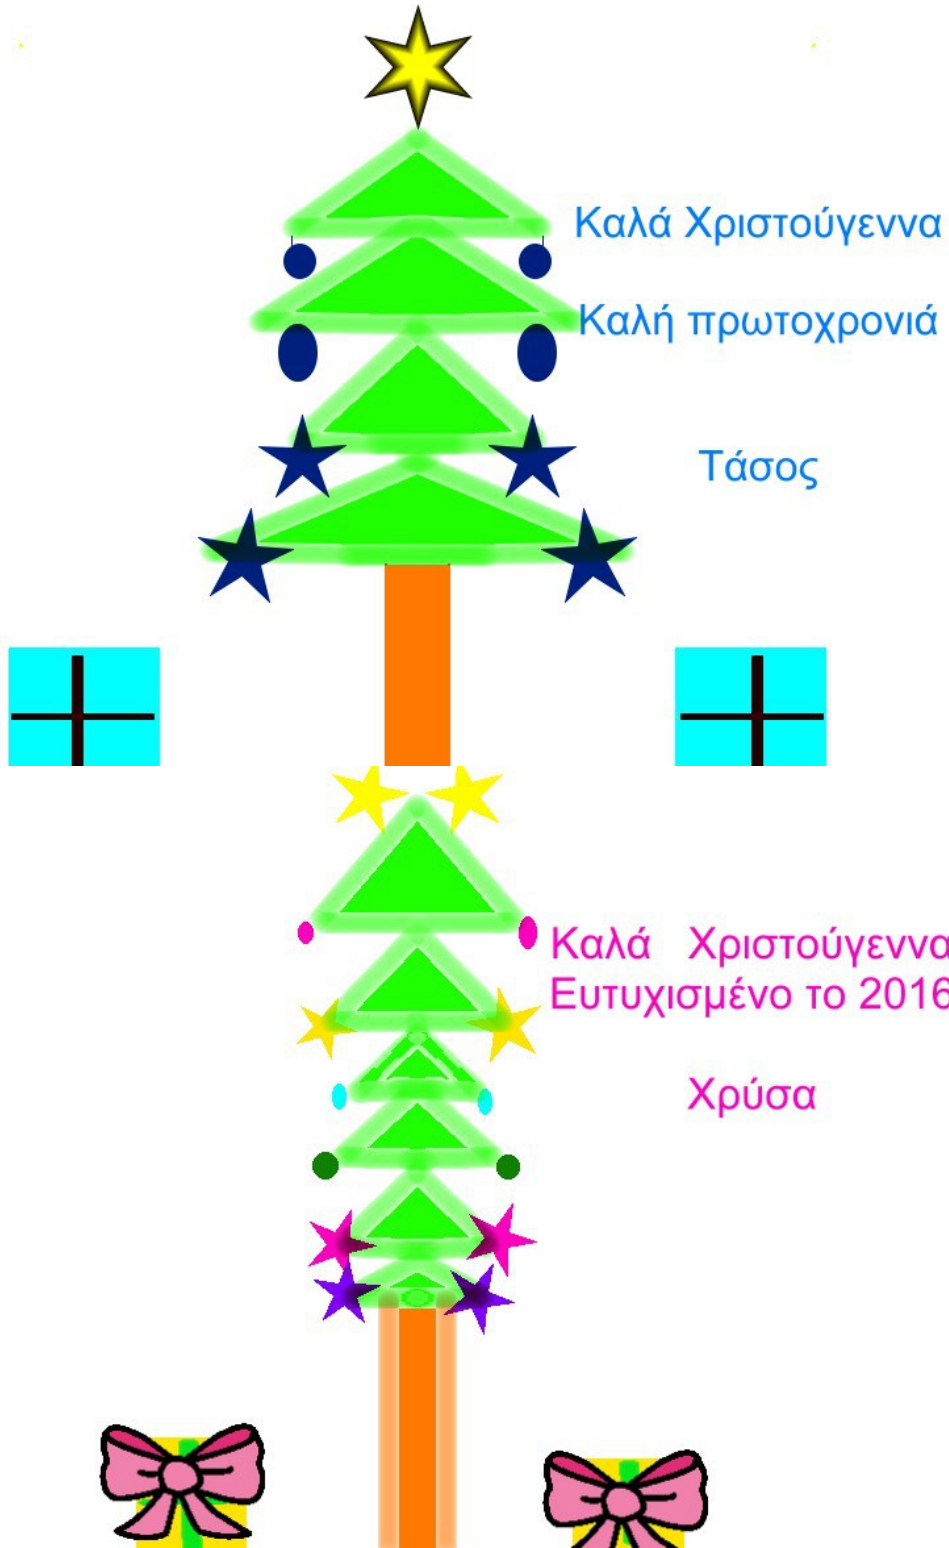 Καλά Χριστούγεννα
Καλή πρωτοχρονιά
Τάσος
Καλά Χριστούγεννα
Ευτυχισμένο το 2016
Χρύσα